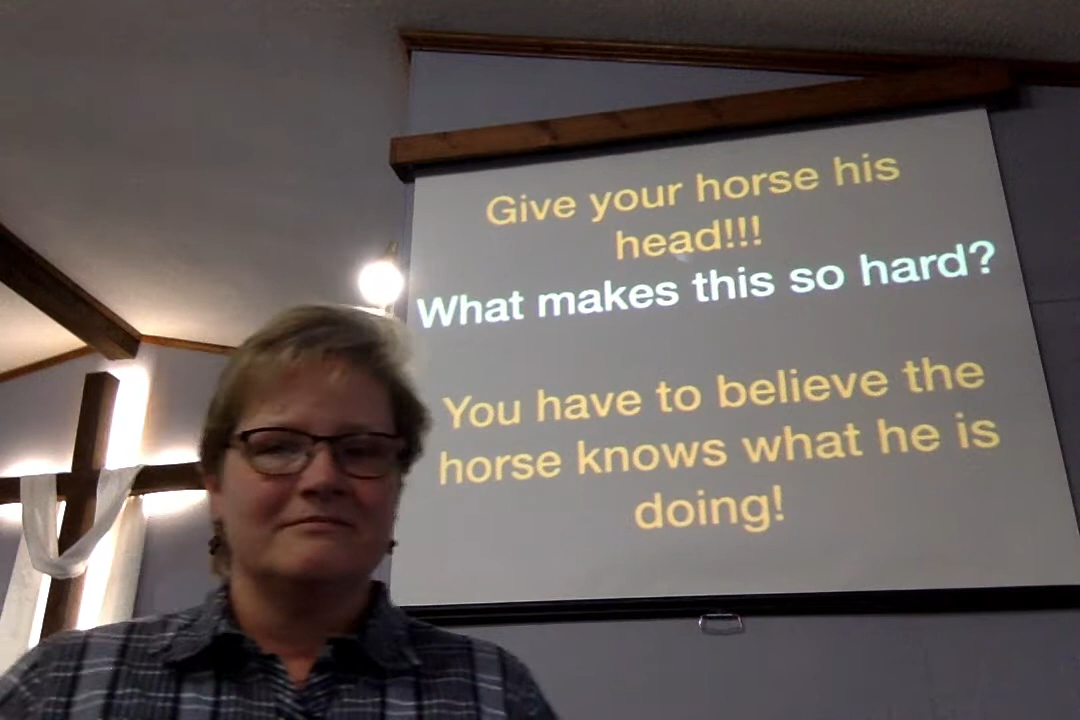 Give your horse his
head!!!
What makes this so hard?
You have to believe the
horse knows what he is
doing!